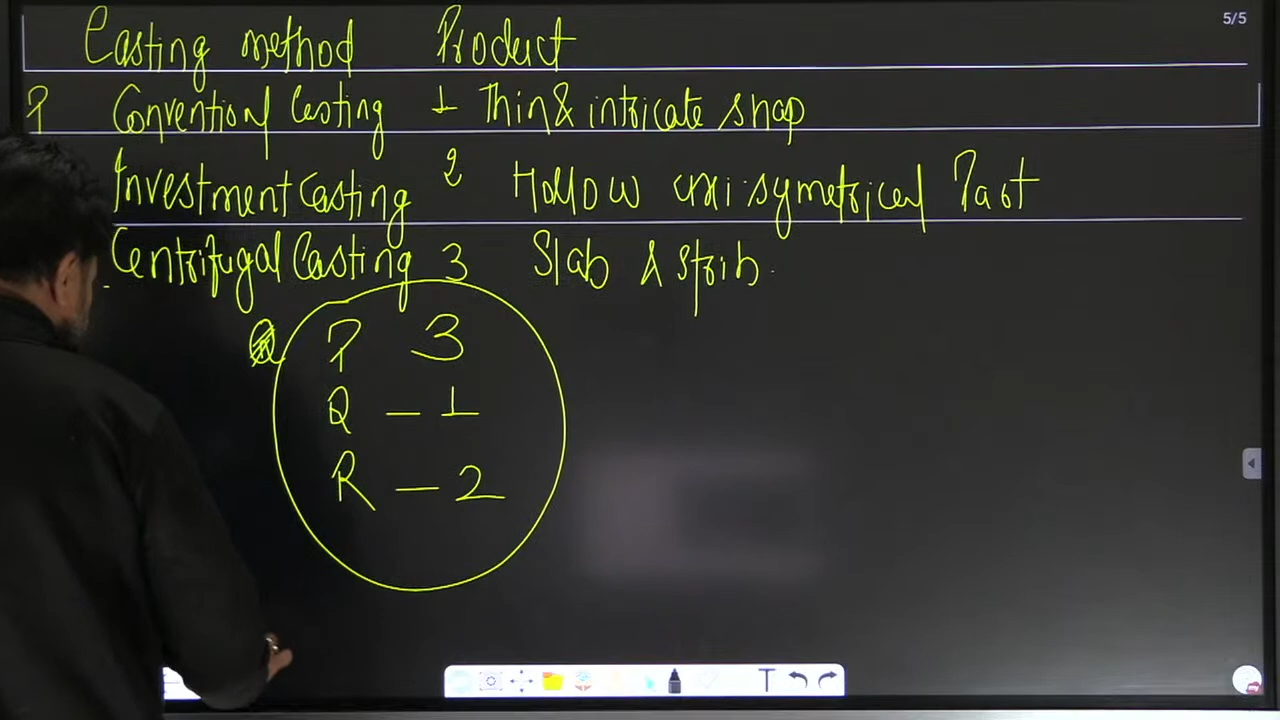 5/5
Casting method Product
P Conventional Casting 1 Thin & intricate shap
Investment Casting 2 Hollow axi-symetrical Part
Centrifugal Casting 3 Slab & Strib.
P 3
Q - 1
R - 2
T